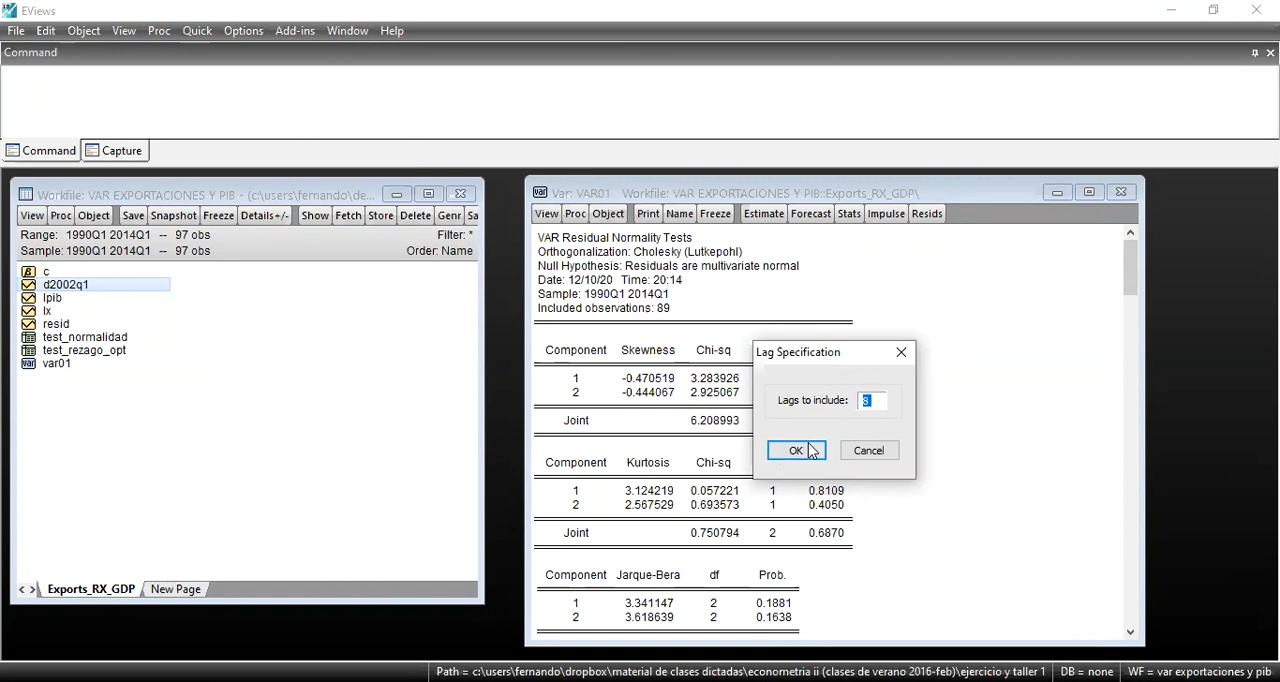 EViews
File Edit Object View Proc Quick Options Add-ins Window Help
Command
Command Capture
Workfile: VAR EXPORTACIONES Y PIB - (c:\users\fernando\de...
View Proc Object Save Snapshot Freeze Details+/- Show Fetch Store Delete Genr Sa
Range: 1990Q1 2014Q1 -- 97 obs Filter: *
Sample: 1990Q1 2014Q1 -- 97 obs Order: Name
c
d2002q1
lpib
lx
resid
test_normalidad
test_rezago_opt
var01
Exports_RX_GDP New Page
Var: VAR01 Workfile: VAR EXPORTACIONES Y PIB::Exports_RX_GDP\
View Proc Object Print Name Freeze Estimate Forecast Stats Impulse Resids
VAR Residual Normality Tests
Orthogonalization: Cholesky (Lutkepohl)
Null Hypothesis: Residuals are multivariate normal
Date: 12/10/20 Time: 20:14
Sample: 1990Q1 2014Q1
Included observations: 89
Component Skewness Chi-sq
1 -0.470519 3.283926
2 -0.444067 2.925067
Joint 6.208993
Component Kurtosis Chi-sq
1 3.124219 0.057221 1 0.8109
2 2.567529 0.693573 1 0.4050
Joint 0.750794 2 0.6870
Component Jarque-Bera df Prob.
1 3.341147 2 0.1881
2 3.618639 2 0.1638
Lag Specification
Lags to include: 8
OK Cancel
Path = c:\users\fernando\dropbox\material de clases dictadas\econometria ii (clases de verano 2016-feb)\ejercicio y taller 1 DB = none WF = var exportaciones y pib